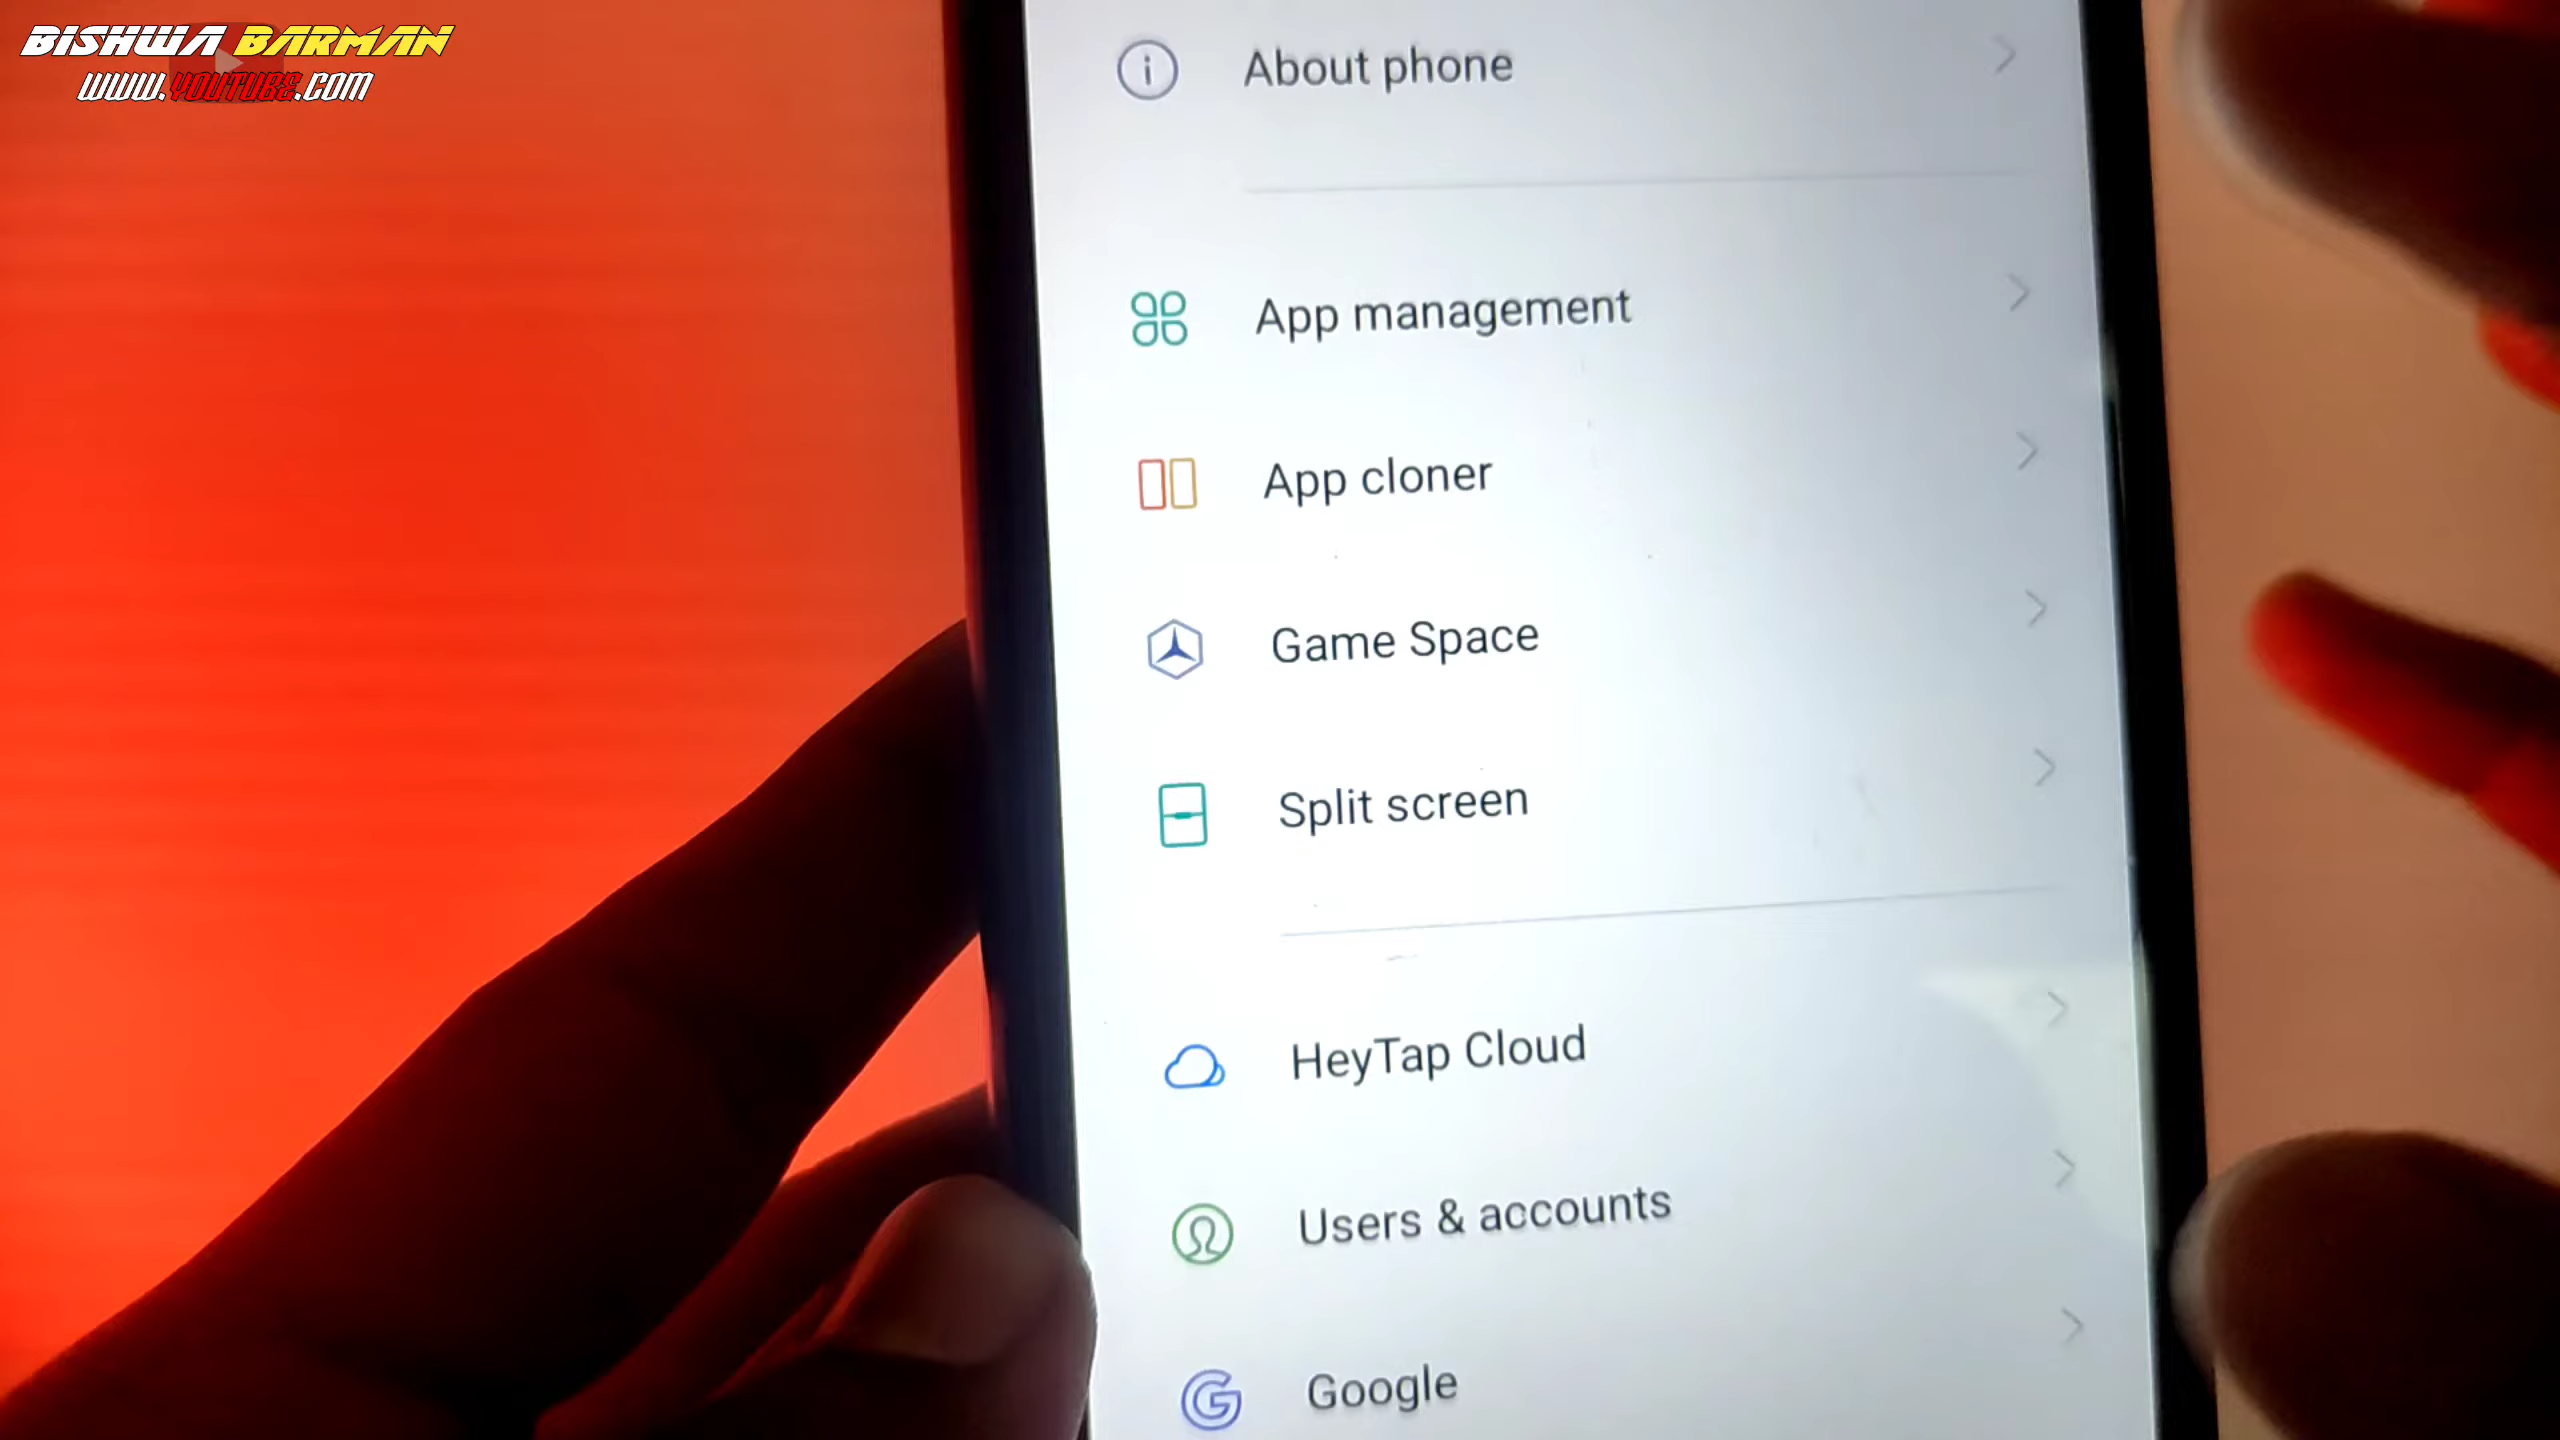 BISHWA BARMAN
WWW.YOUTUBE.COM
About phone
App management
App cloner
Game Space
Split screen
HeyTap Cloud
Users & accounts
Google